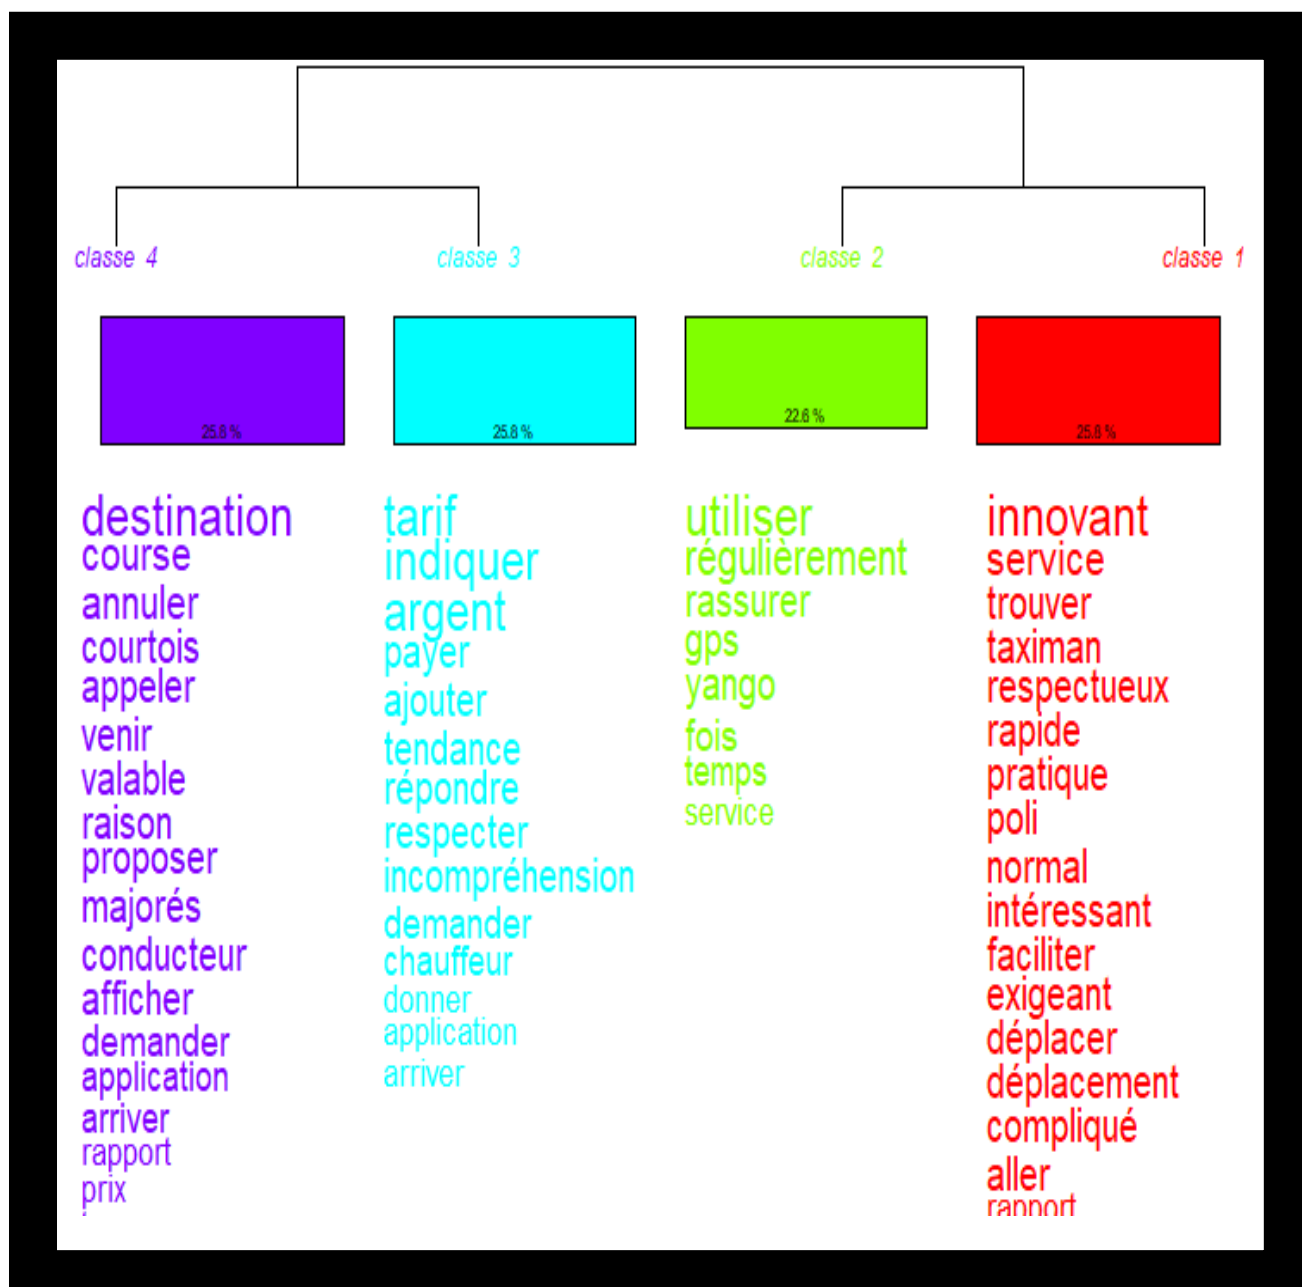 classe 4
classe 3
classe 2
classe 1
25.8 %
25.8 %
22.6 %
25.8 %
destination
course
annuler
courtois
appeler
venir
valable
raison
proposer
majorés
conducteur
afficher
demander
application
arriver
rapport
prix
tarif
indiquer
argent
payer
ajouter
tendance
répondre
respecter
incompréhension
demander
chauffeur
donner
application
arriver
utiliser
régulièrement
rassurer
gps
yango
fois
temps
service
innovant
service
trouver
taximan
respectueux
rapide
pratique
poli
normal
intéressant
faciliter
exigeant
déplacer
déplacement
compliqué
aller
rapport